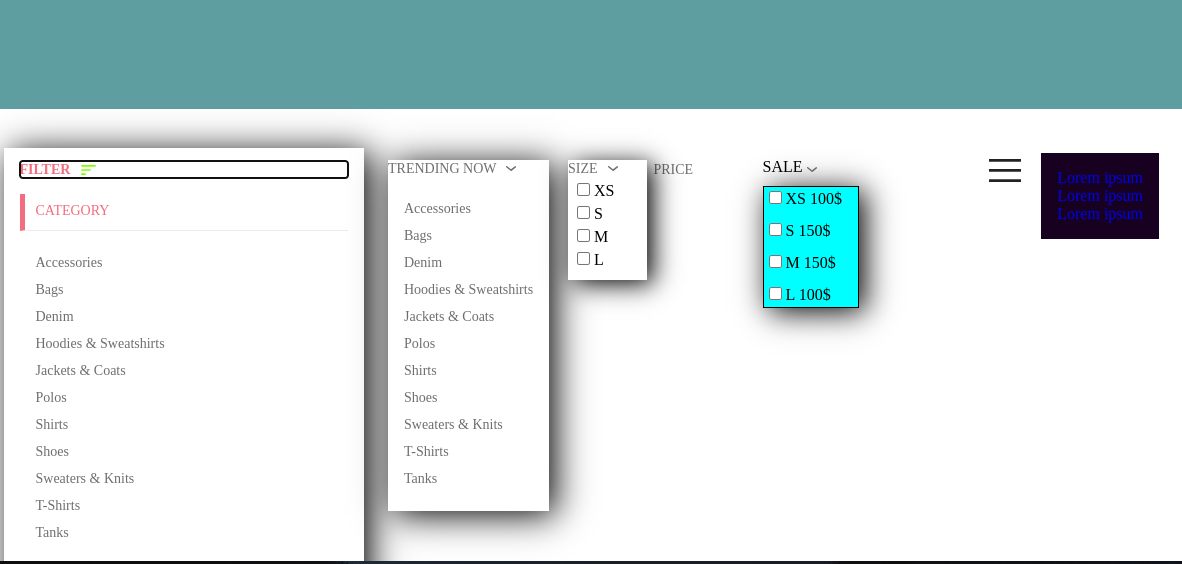 FILTER
CATEGORY
Accessories
Bags
Denim
Hoodies & Sweatshirts
Jackets & Coats
Polos
Shirts
Shoes
Sweaters & Knits
T-Shirts
Tanks
TRENDING NOW
Accessories
Bags
Denim
Hoodies & Sweatshirts
Jackets & Coats
Polos
Shirts
Shoes
Sweaters & Knits
T-Shirts
Tanks
SIZE
XS
S
M
L
PRICE
SALE
XS 100$
S 150$
M 150$
L 100$
Lorem ipsum
Lorem ipsum
Lorem ipsum